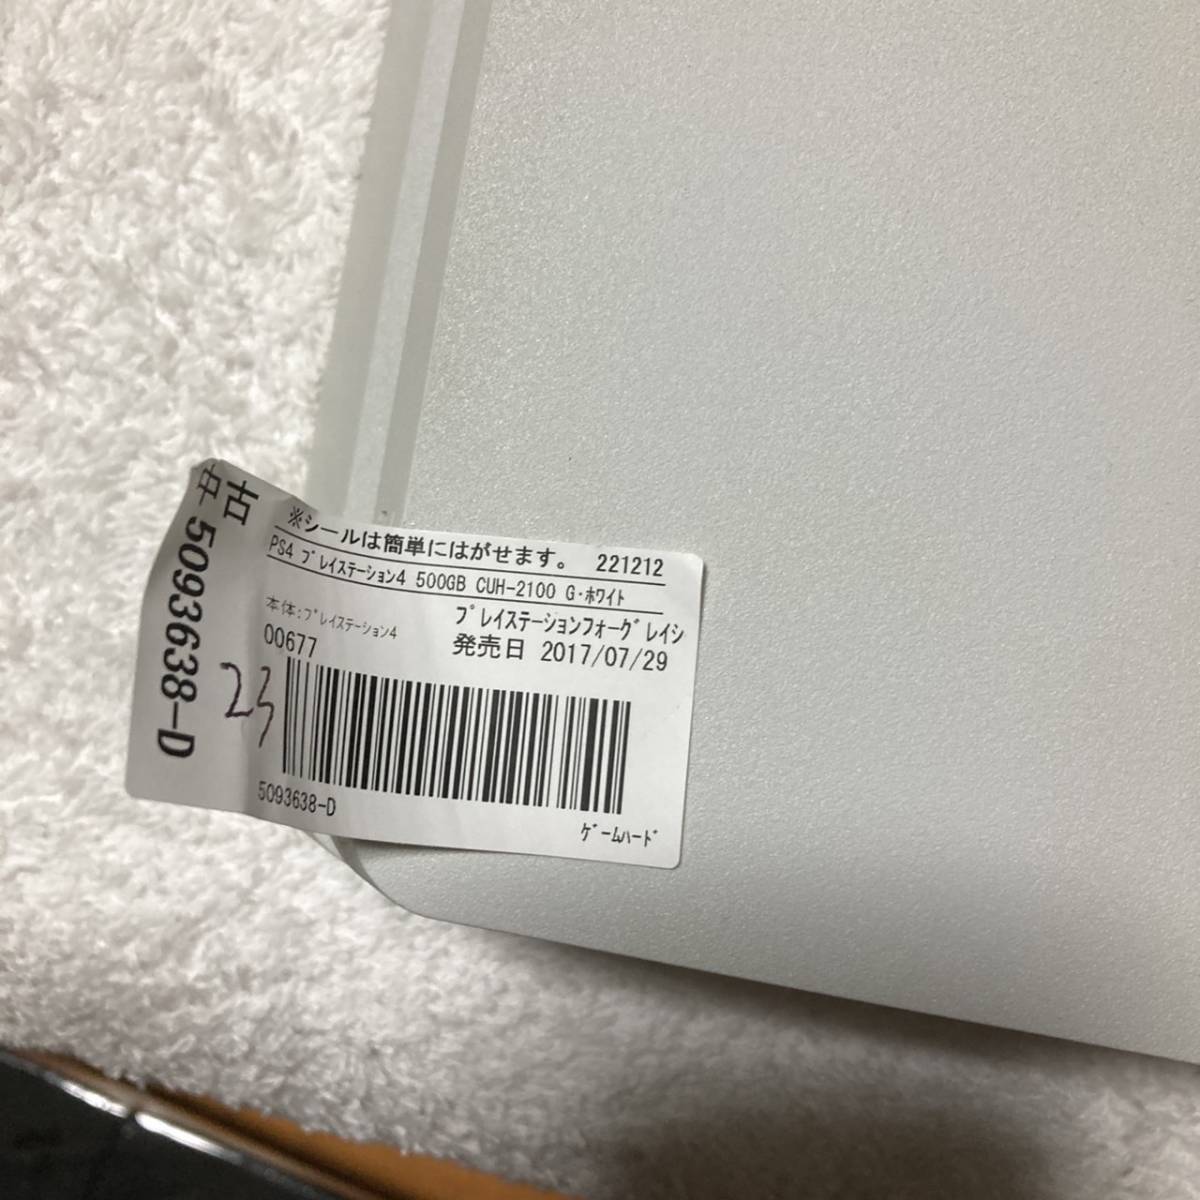 中古
5093638-D
※シールは簡単にはがせます。 221212
PS4 プレイステーション4 500GB CUH-2100 G・ホワイト
本体:プレイステーション4 プレイステーションフォーグレイシ
00677 発売日 2017/07/29
23
5093638-D
ゲームハード